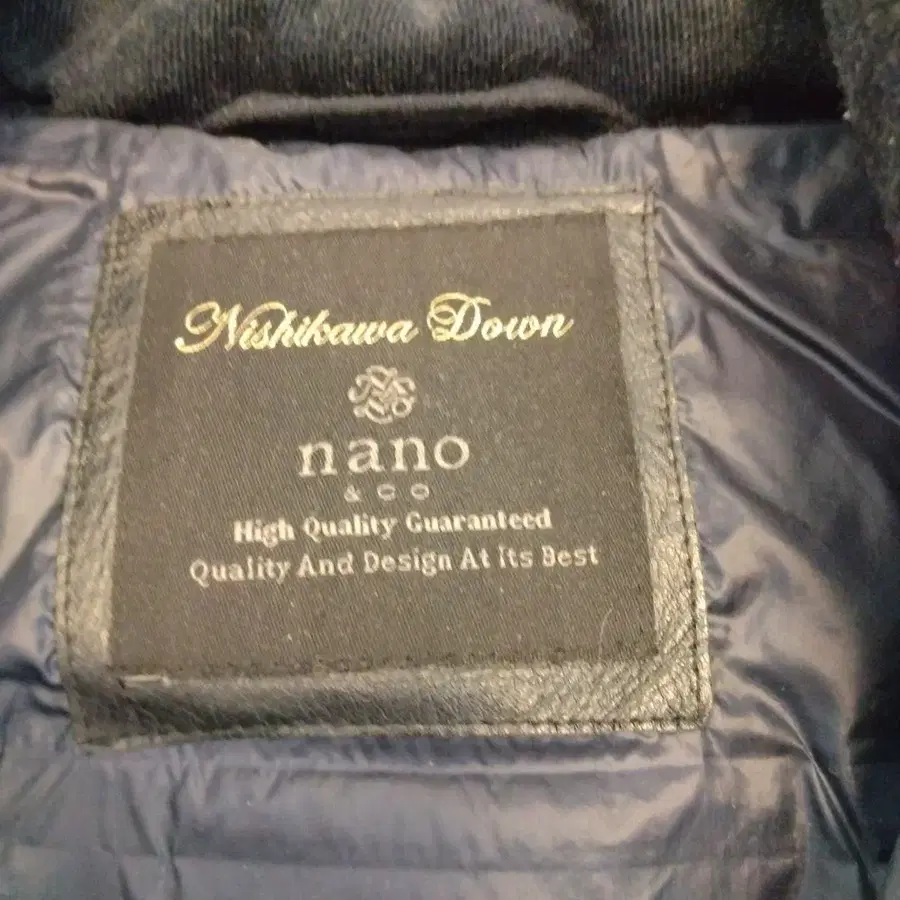 Nishikawa Down
nano
& CO
High Quality Guaranteed
Quality And Design At Its Best